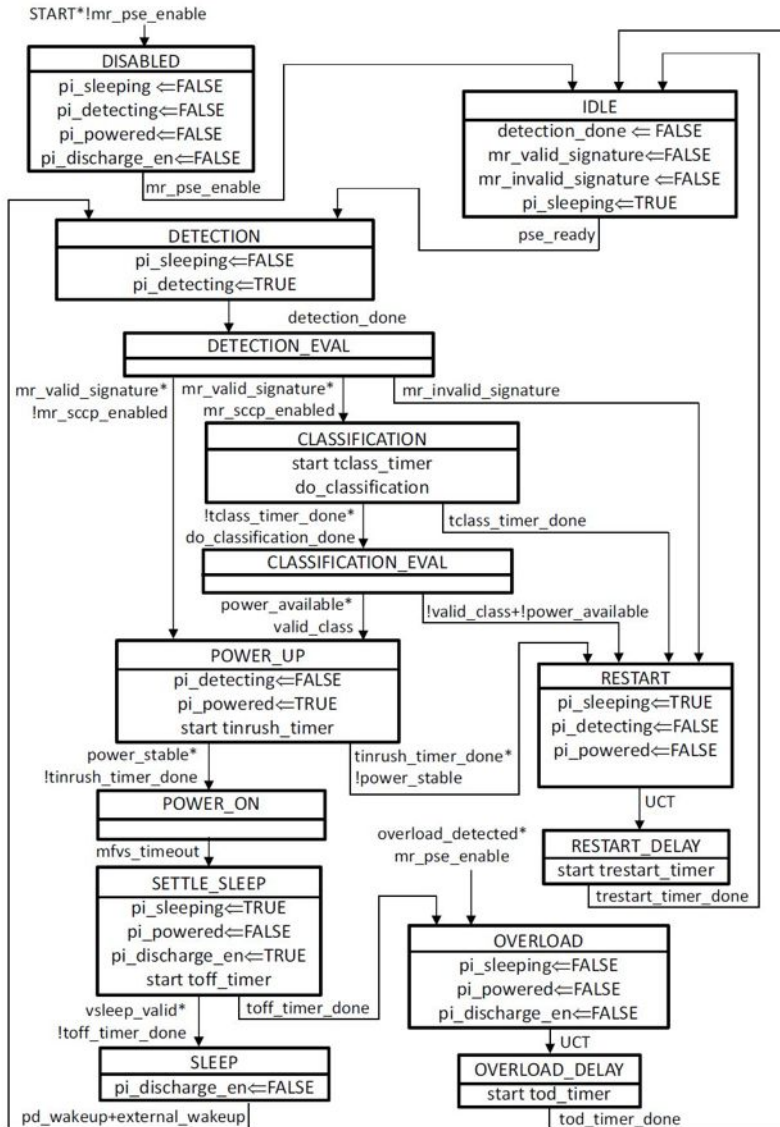 START*!mr_pse_enable
DISABLED
pi_sleeping ⇐FALSE
pi_detecting⇐FALSE
pi_powered⇐FALSE
pi_discharge_en⇐FALSE
mr_pse_enable
IDLE
detection_done ⇐ FALSE
mr_valid_signature⇐FALSE
mr_invalid_signature ⇐FALSE
pi_sleeping⇐TRUE
pse_ready
DETECTION
pi_sleeping⇐FALSE
pi_detecting⇐TRUE
detection_done
DETECTION_EVAL
mr_valid_signature*
!mr_sccp_enabled
mr_valid_signature*
mr_sccp_enabled
mr_invalid_signature
CLASSIFICATION
start tclass_timer
do_classification
!tclass_timer_done*
do_classification_done
tclass_timer_done
CLASSIFICATION_EVAL
power_available*
valid_class
!valid_class+!power_available
POWER_UP
pi_detecting⇐FALSE
pi_powered⇐TRUE
start tinrush_timer
RESTART
pi_sleeping⇐TRUE
pi_detecting⇐FALSE
pi_powered⇐FALSE
power_stable*
!tinrush_timer_done
tinrush_timer_done*
!power_stable
UCT
POWER_ON
mfvs_timeout
overload_detected*
mr_pse_enable
RESTART_DELAY
start trestart_timer
trestart_timer_done
SETTLE_SLEEP
pi_sleeping⇐TRUE
pi_powered⇐FALSE
pi_discharge_en⇐TRUE
start toff_timer
OVERLOAD
pi_sleeping⇐FALSE
pi_powered⇐FALSE
pi_discharge_en⇐FALSE
vsleep_valid*
!toff_timer_done
toff_timer_done
UCT
SLEEP
pi_discharge_en⇐FALSE
OVERLOAD_DELAY
start tod_timer
pd_wakeup+external_wakeup
tod_timer_done